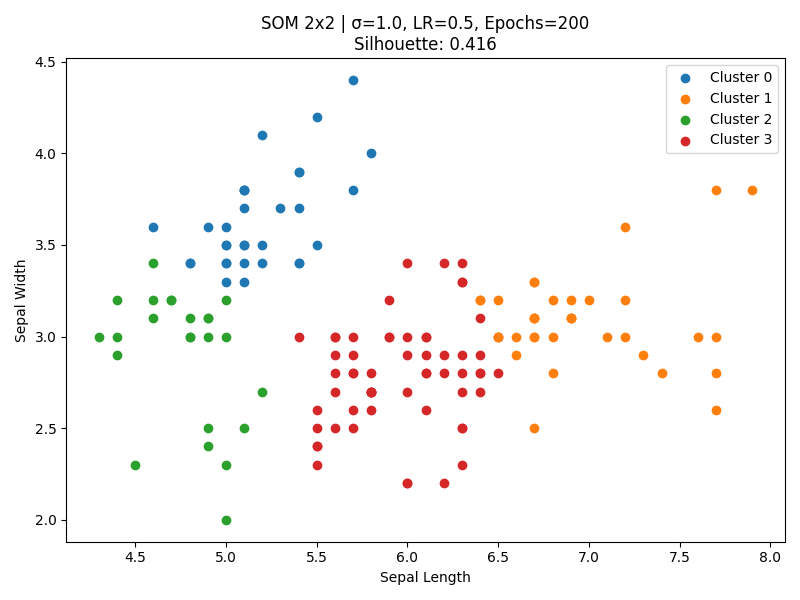 SOM 2x2 | σ=1.0, LR=0.5, Epochs=200
Silhouette: 0.416
Cluster 0
Cluster 1
Cluster 2
Cluster 3
4.5
4.0
3.5
3.0
2.5
2.0
Sepal Width
4.5 5.0 5.5 6.0 6.5 7.0 7.5 8.0
Sepal Length